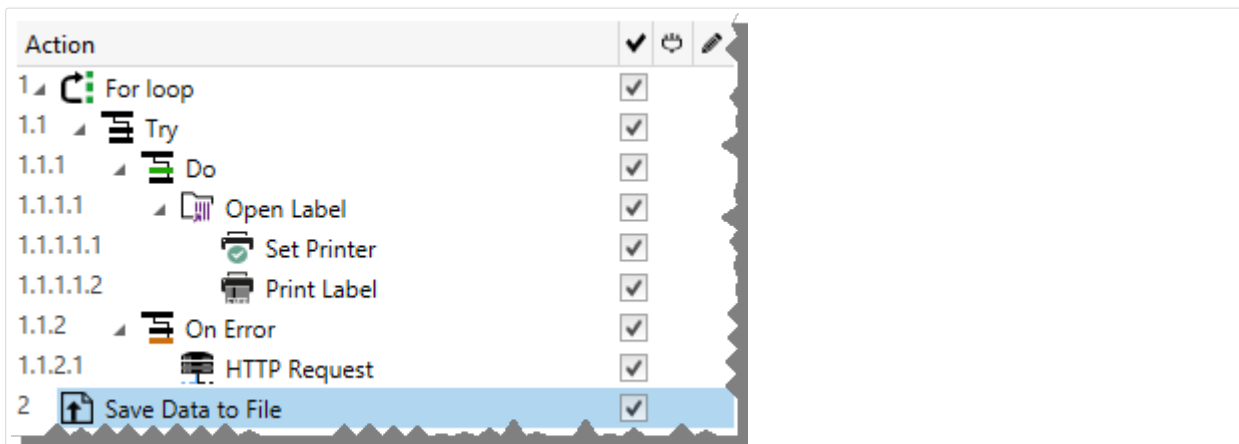 Action
1 For loop
1.1 Try
1.1.1 Do
1.1.1.1 Open Label
1.1.1.1.1 Set Printer
1.1.1.1.2 Print Label
1.1.2 On Error
1.1.2.1 HTTP Request
2 Save Data to File